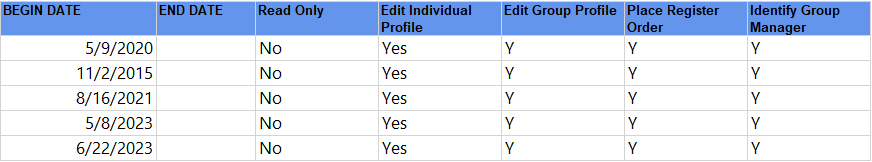 BEGIN DATE END DATE Read Only Edit Individual Profile Edit Group Profile Place Register Order Identify Group Manager
5/9/2020 No Yes Y Y Y
11/2/2015 No Yes Y Y Y
8/16/2021 No Yes Y Y Y
5/8/2023 No Yes Y Y Y
6/22/2023 No Yes Y Y Y